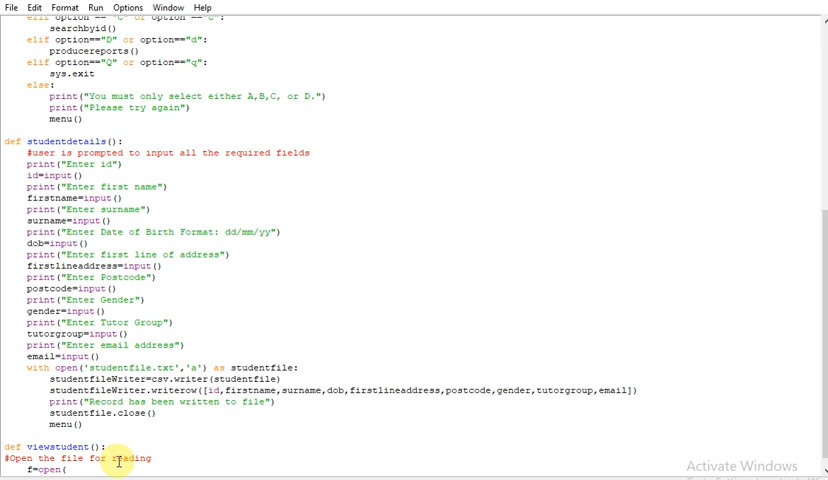 File Edit Format Run Options Window Help
elif option == "C" or option =="c":
searchbyid()
elif option=="D" or option=="d":
producereports()
elif option=="Q" or option=="q":
sys.exit
else:
print("You must only select either A,B,C, or D.")
print("Please try again")
menu()
def studentdetails():
#user is prompted to input all the required fields
print("Enter id")
id=input()
print("Enter first name")
firstname=input()
print("Enter surname")
surname=input()
print("Enter Date of Birth Format: dd/mm/yy")
dob=input()
print("Enter first line of address")
firstlineaddress=input()
print("Enter Postcode")
postcode=input()
print("Enter Gender")
gender=input()
print("Enter Tutor Group")
tutorgroup=input()
print("Enter email address")
email=input()
with open('studentfile.txt','a') as studentfile:
studentfileWriter=csv.writer(studentfile)
studentfileWriter.writerow([id,firstname,surname,dob,firstlineaddress,postcode,gender,tutorgroup,email])
print("Record has been written to file")
studentfile.close()
menu()
def viewstudent():
#Open the file for reading
f=open(
Activate Windows